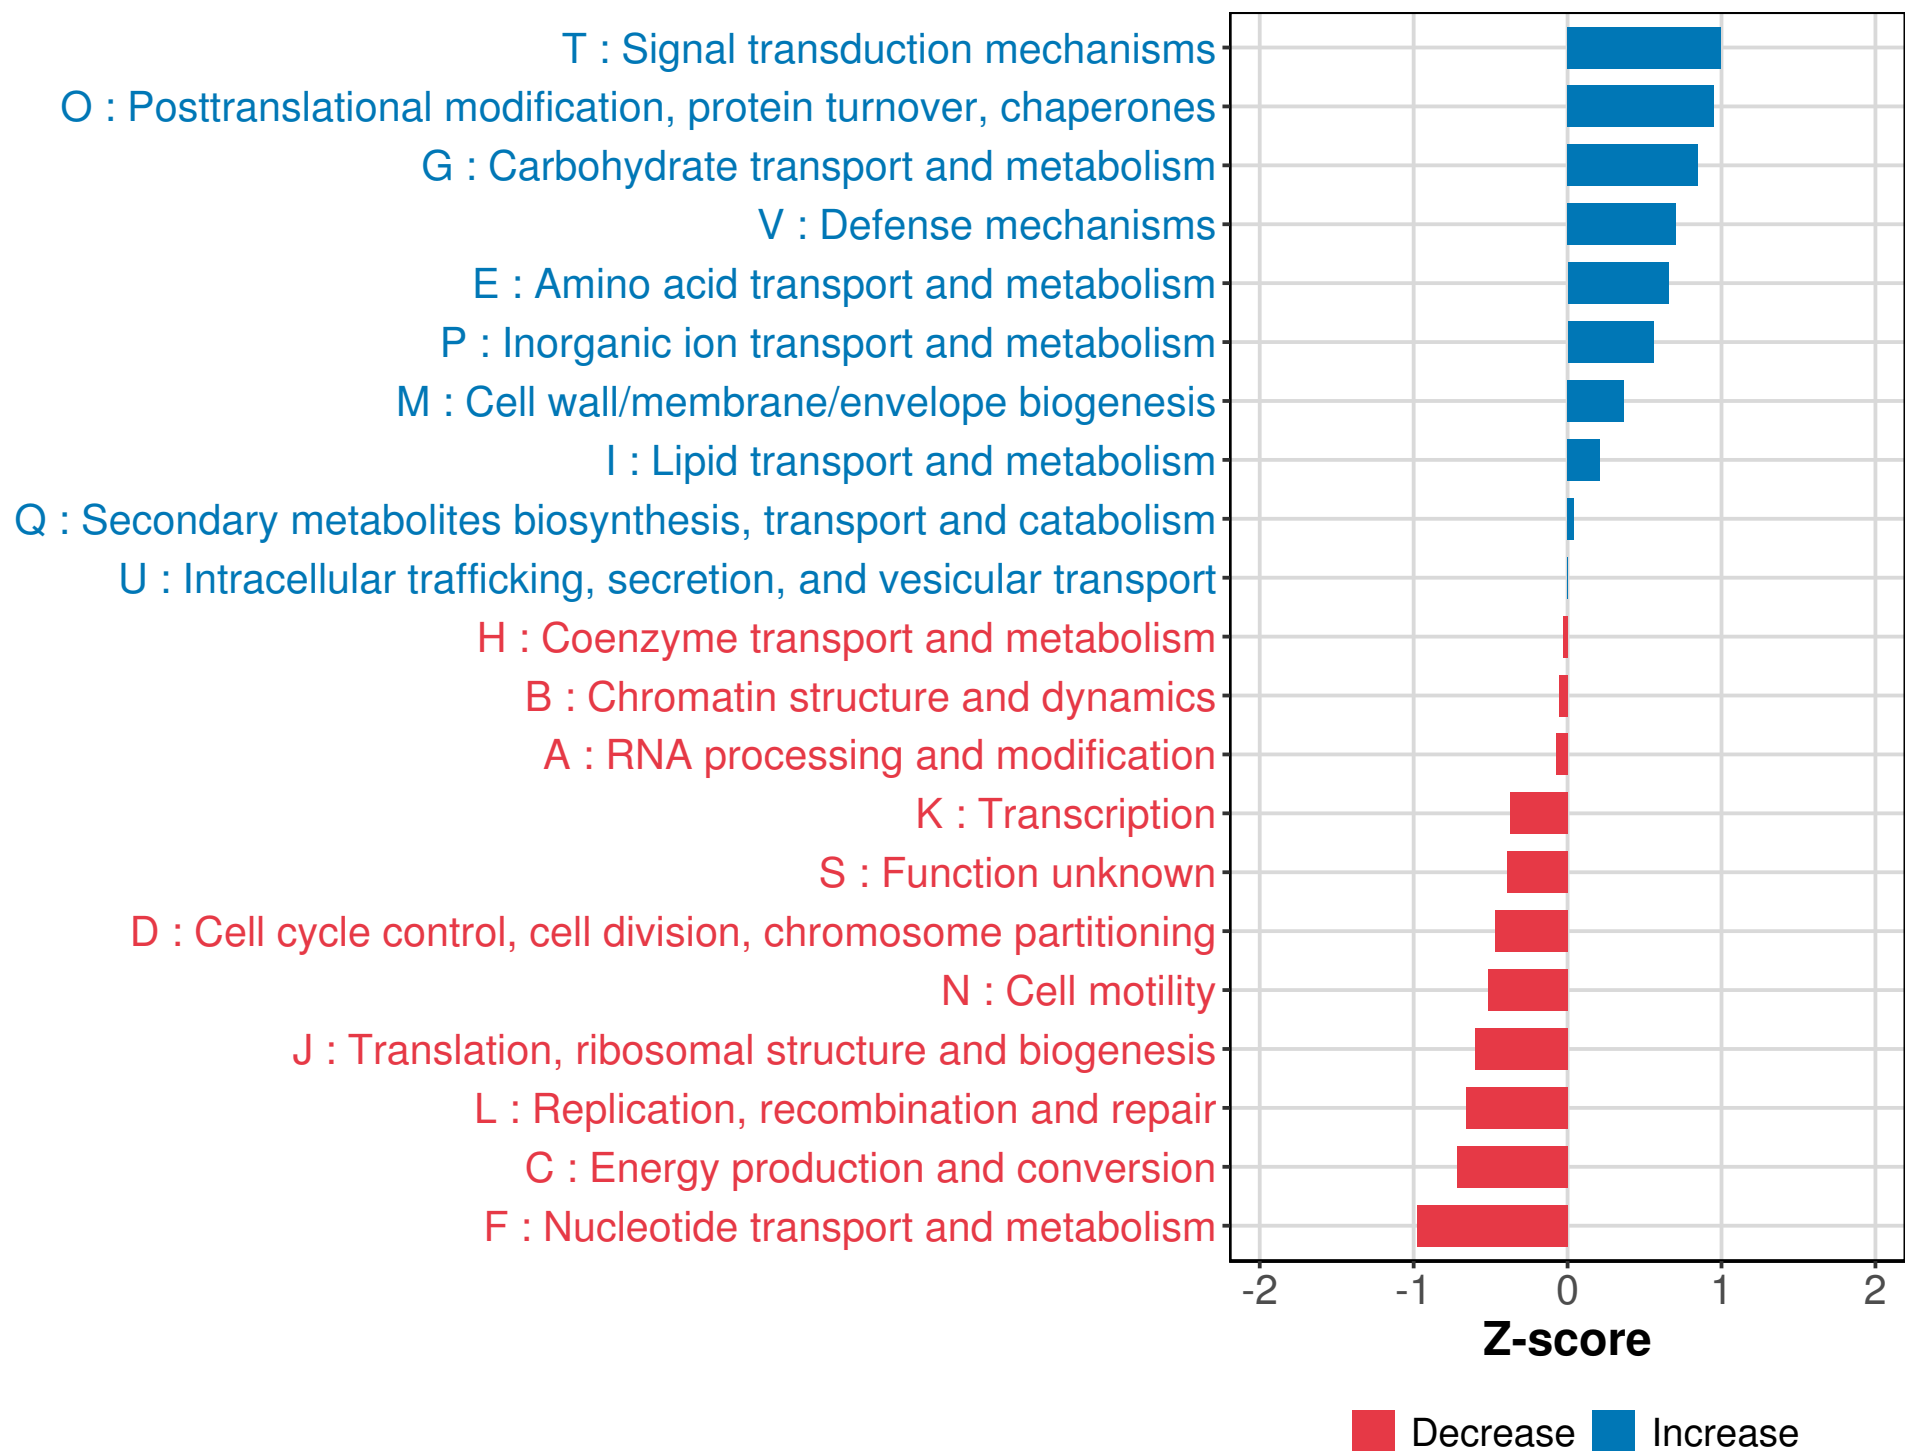 T : Signal transduction mechanisms
O : Posttranslational modification, protein turnover, chaperones
G : Carbohydrate transport and metabolism
V : Defense mechanisms
E : Amino acid transport and metabolism
P : Inorganic ion transport and metabolism
M : Cell wall/membrane/envelope biogenesis
I : Lipid transport and metabolism
Q : Secondary metabolites biosynthesis, transport and catabolism
U : Intracellular trafficking, secretion, and vesicular transport
H : Coenzyme transport and metabolism
B : Chromatin structure and dynamics
A : RNA processing and modification
K : Transcription
S : Function unknown
D : Cell cycle control, cell division, chromosome partitioning
N : Cell motility
J : Translation, ribosomal structure and biogenesis
L : Replication, recombination and repair
C : Energy production and conversion
F : Nucleotide transport and metabolism
-2 -1 0 1 2
Z-score
Decrease Increase